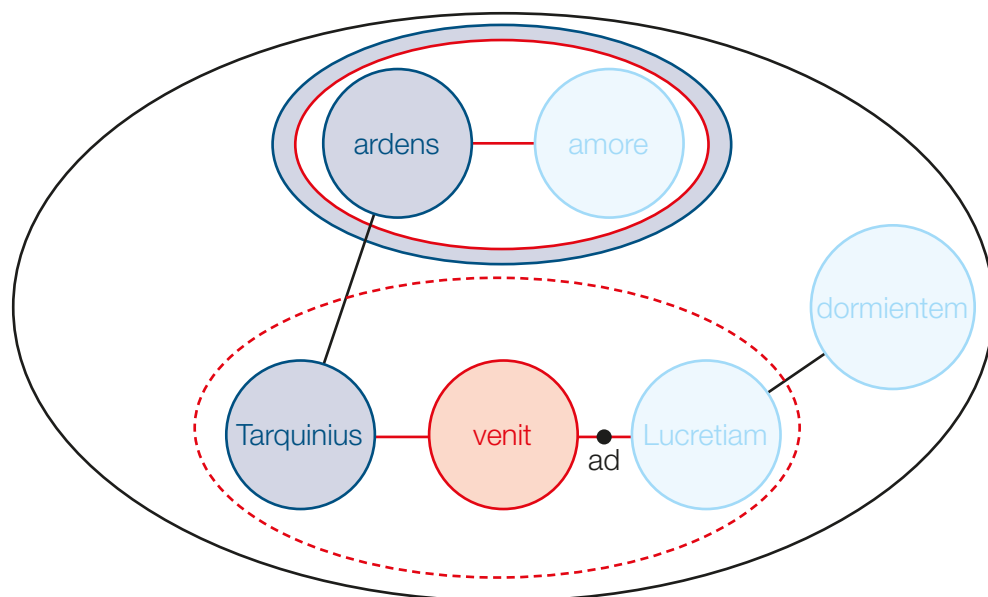 ardens
amore
dormientem
Tarquinius
venit
ad
Lucretiam